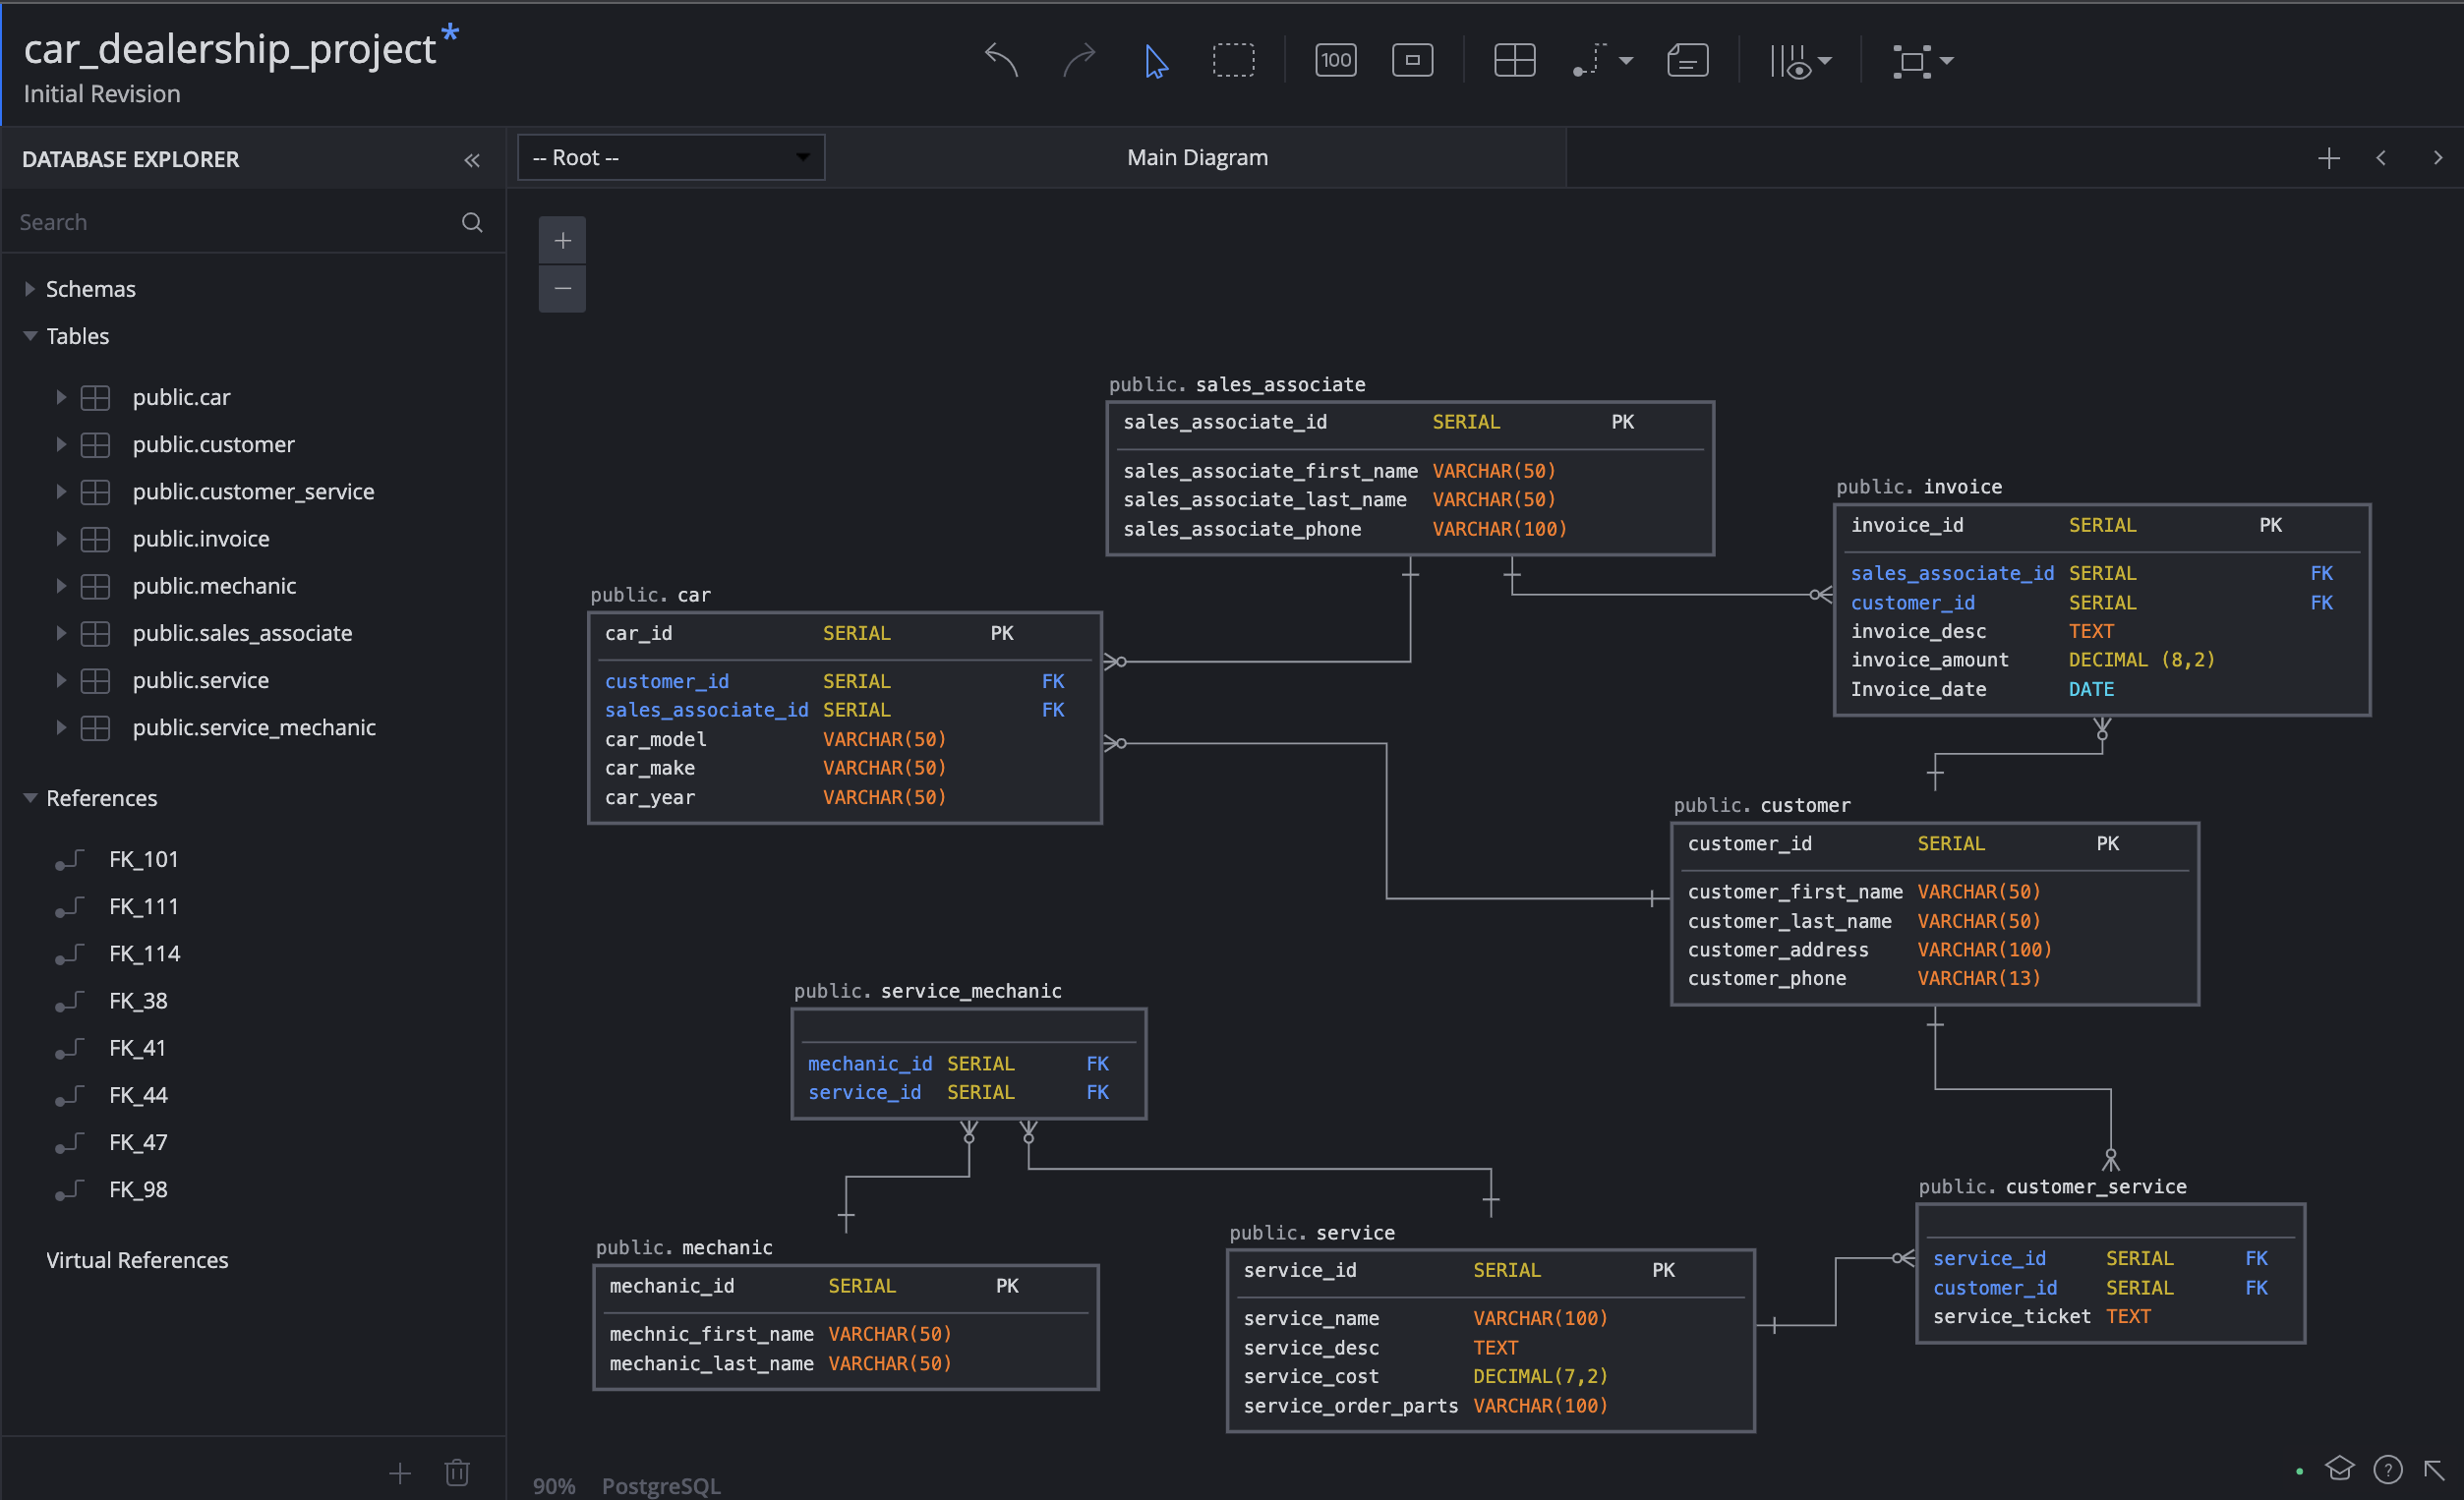 car_dealership_project*
Initial Revision
100
DATABASE EXPLORER
-- Root --
Main Diagram
Search
Schemas
Tables
public.car
public.customer
public.customer_service
public.invoice
public.mechanic
public.sales_associate
public.service
public.service_mechanic
References
FK_101
FK_111
FK_114
FK_38
FK_41
FK_44
FK_47
FK_98
Virtual References
public. sales_associate
sales_associate_id SERIAL PK
sales_associate_first_name VARCHAR(50)
sales_associate_last_name VARCHAR(50)
sales_associate_phone VARCHAR(100)
public. invoice
invoice_id SERIAL PK
sales_associate_id SERIAL FK
customer_id SERIAL FK
invoice_desc TEXT
invoice_amount DECIMAL (8,2)
Invoice_date DATE
public. car
car_id SERIAL PK
customer_id SERIAL FK
sales_associate_id SERIAL FK
car_model VARCHAR(50)
car_make VARCHAR(50)
car_year VARCHAR(50)
public. customer
customer_id SERIAL PK
customer_first_name VARCHAR(50)
customer_last_name VARCHAR(50)
customer_address VARCHAR(100)
customer_phone VARCHAR(13)
public. service_mechanic
mechanic_id SERIAL FK
service_id SERIAL FK
public. customer_service
service_id SERIAL FK
customer_id SERIAL FK
service_ticket TEXT
public. mechanic
mechanic_id SERIAL PK
mechnic_first_name VARCHAR(50)
mechanic_last_name VARCHAR(50)
public. service
service_id SERIAL PK
service_name VARCHAR(100)
service_desc TEXT
service_cost DECIMAL(7,2)
service_order_parts VARCHAR(100)
90% PostgreSQL
?